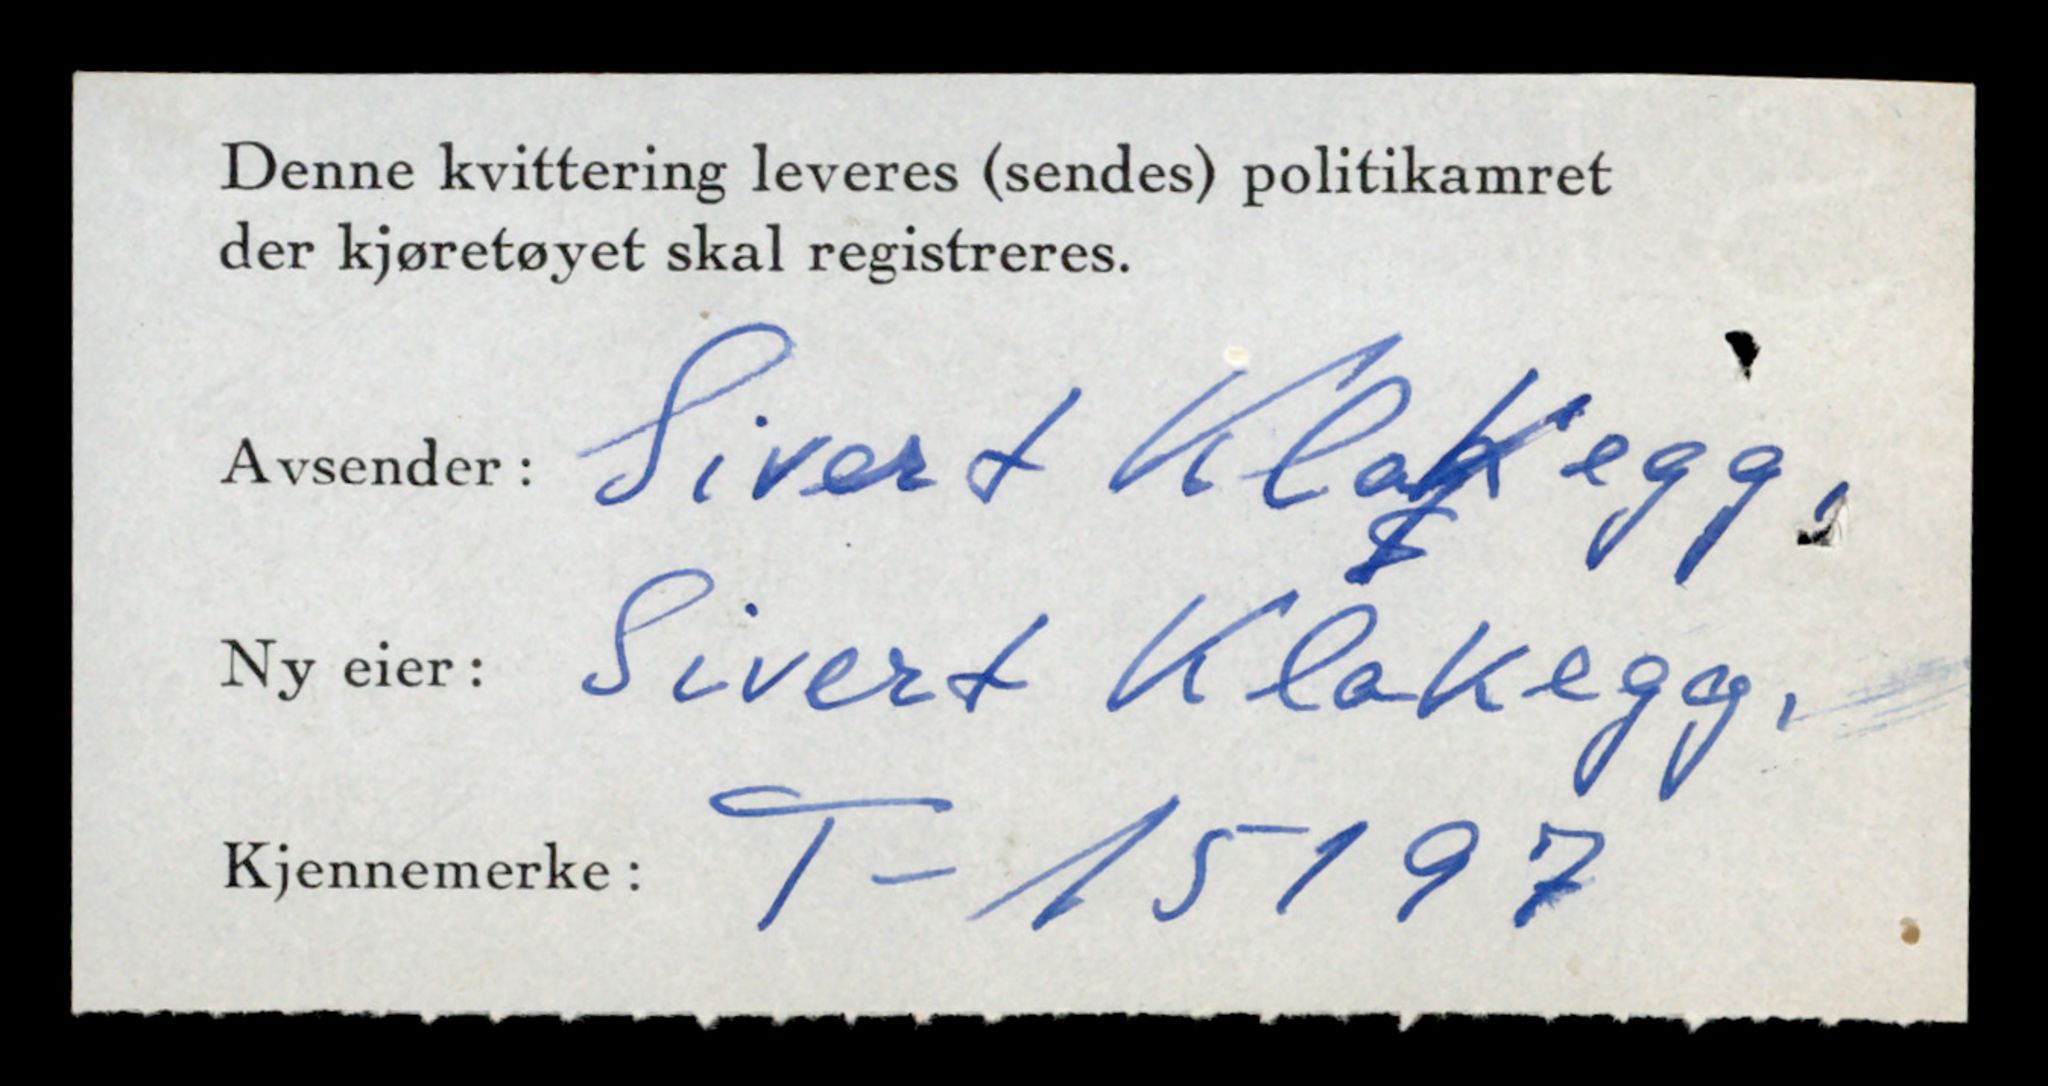 Denne kvittering leveres (sendes) politikamret
der kjøretøyet skal registreres.
Avsender: Sivert Klakegg,
Ny eier: Sivert Klakegg,
Kjennemerke: T-15197